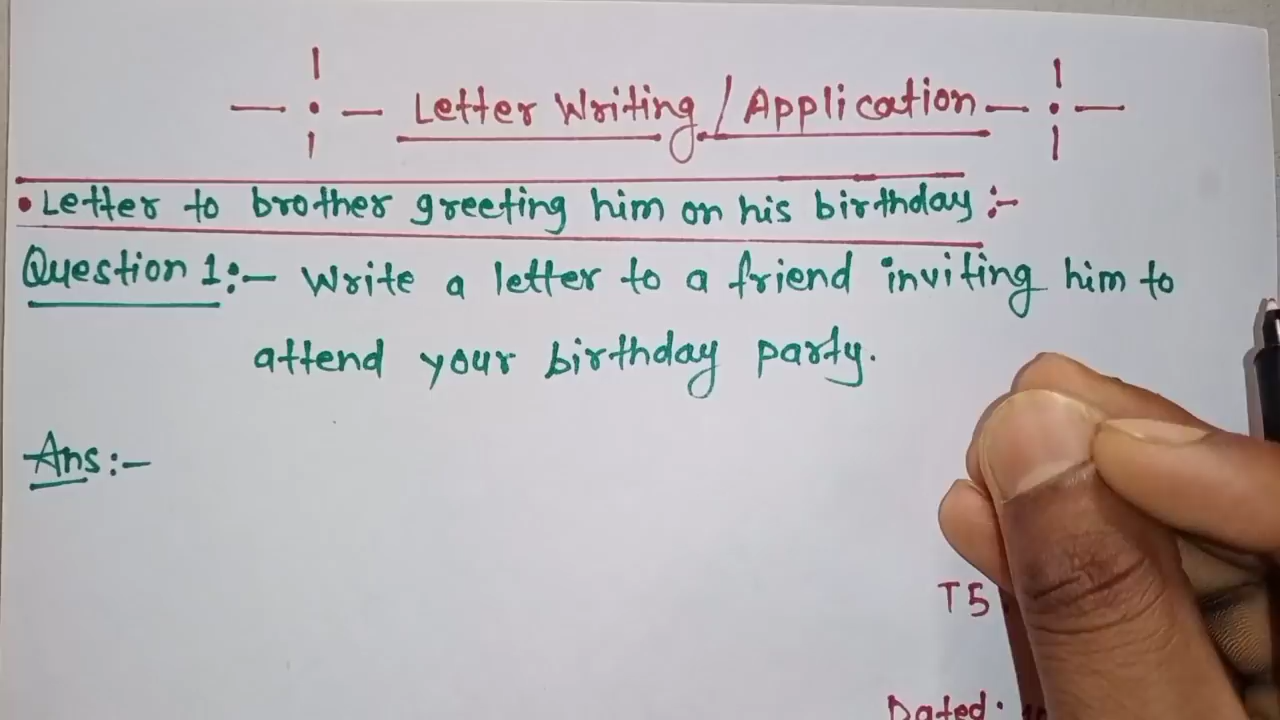 Letter Writing / Application
• Letter to brother greeting him on his birthday :-
Question 1:- Write a letter to a friend inviting him to
attend your birthday party.
Ans:-
T5
Dated: